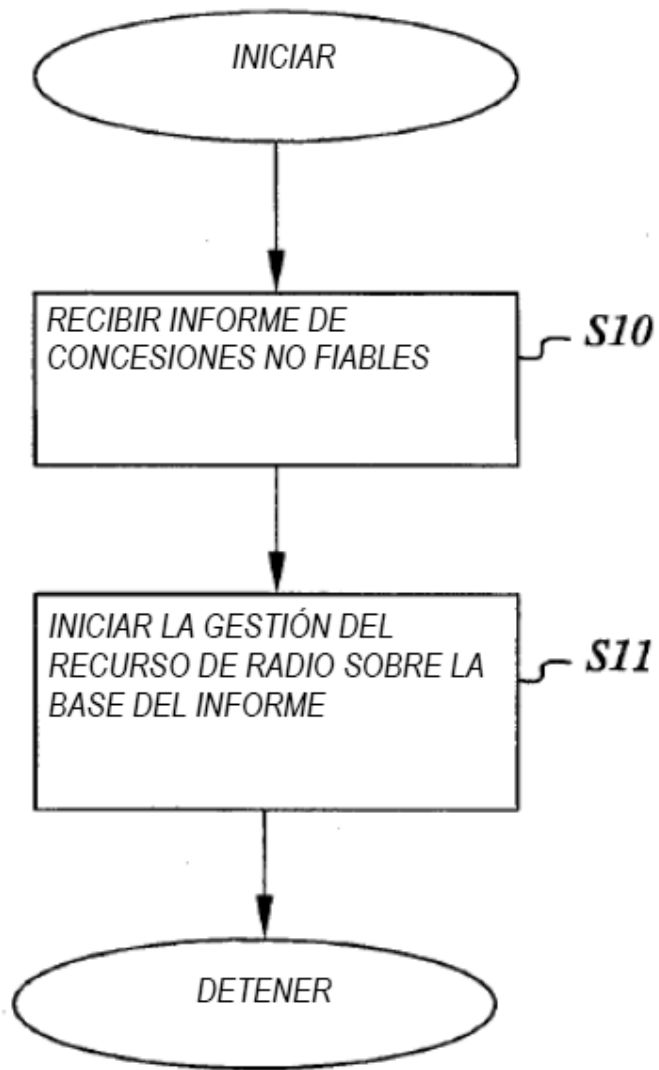 INICIAR
RECIBIR INFORME DE
CONCESIONES NO FIABLES
S10
INICIAR LA GESTIÓN DEL
RECURSO DE RADIO SOBRE LA
BASE DEL INFORME
S11
DETENER